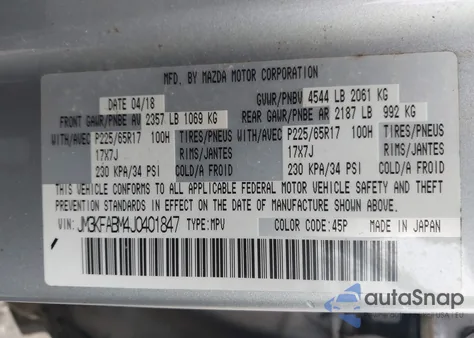 MFD. BY MAZDA MOTOR CORPORATION
DATE 04/18 GVWR/PNBV 4544 LB 2061 KG
FRONT GAWR/PNBE AV 2357 LB 1069 KG REAR GAWR/PNBE AR 2187 LB 992 KG
WITH/AVEC P225/65R17 100H TIRES/PNEUS WITH/AVEC P225/65R17 100H TIRES/PNEUS
17X7J RIMS/JANTES 17X7J RIMS/JANTES
230 KPA/34 PSI COLD/A FROID 230 KPA/34 PSI COLD/A FROID
THIS VEHICLE CONFORMS TO ALL APPLICABLE FEDERAL MOTOR VEHICLE SAFETY AND THEFT
PREVENTION STANDARDS IN EFFECT ON THE DATE OF MANUFACTURE SHOWN ABOVE.
VIN: JM3KFABM4J0401847 TYPE: MPV COLOR CODE: 45P MADE IN JAPAN
autoSnap